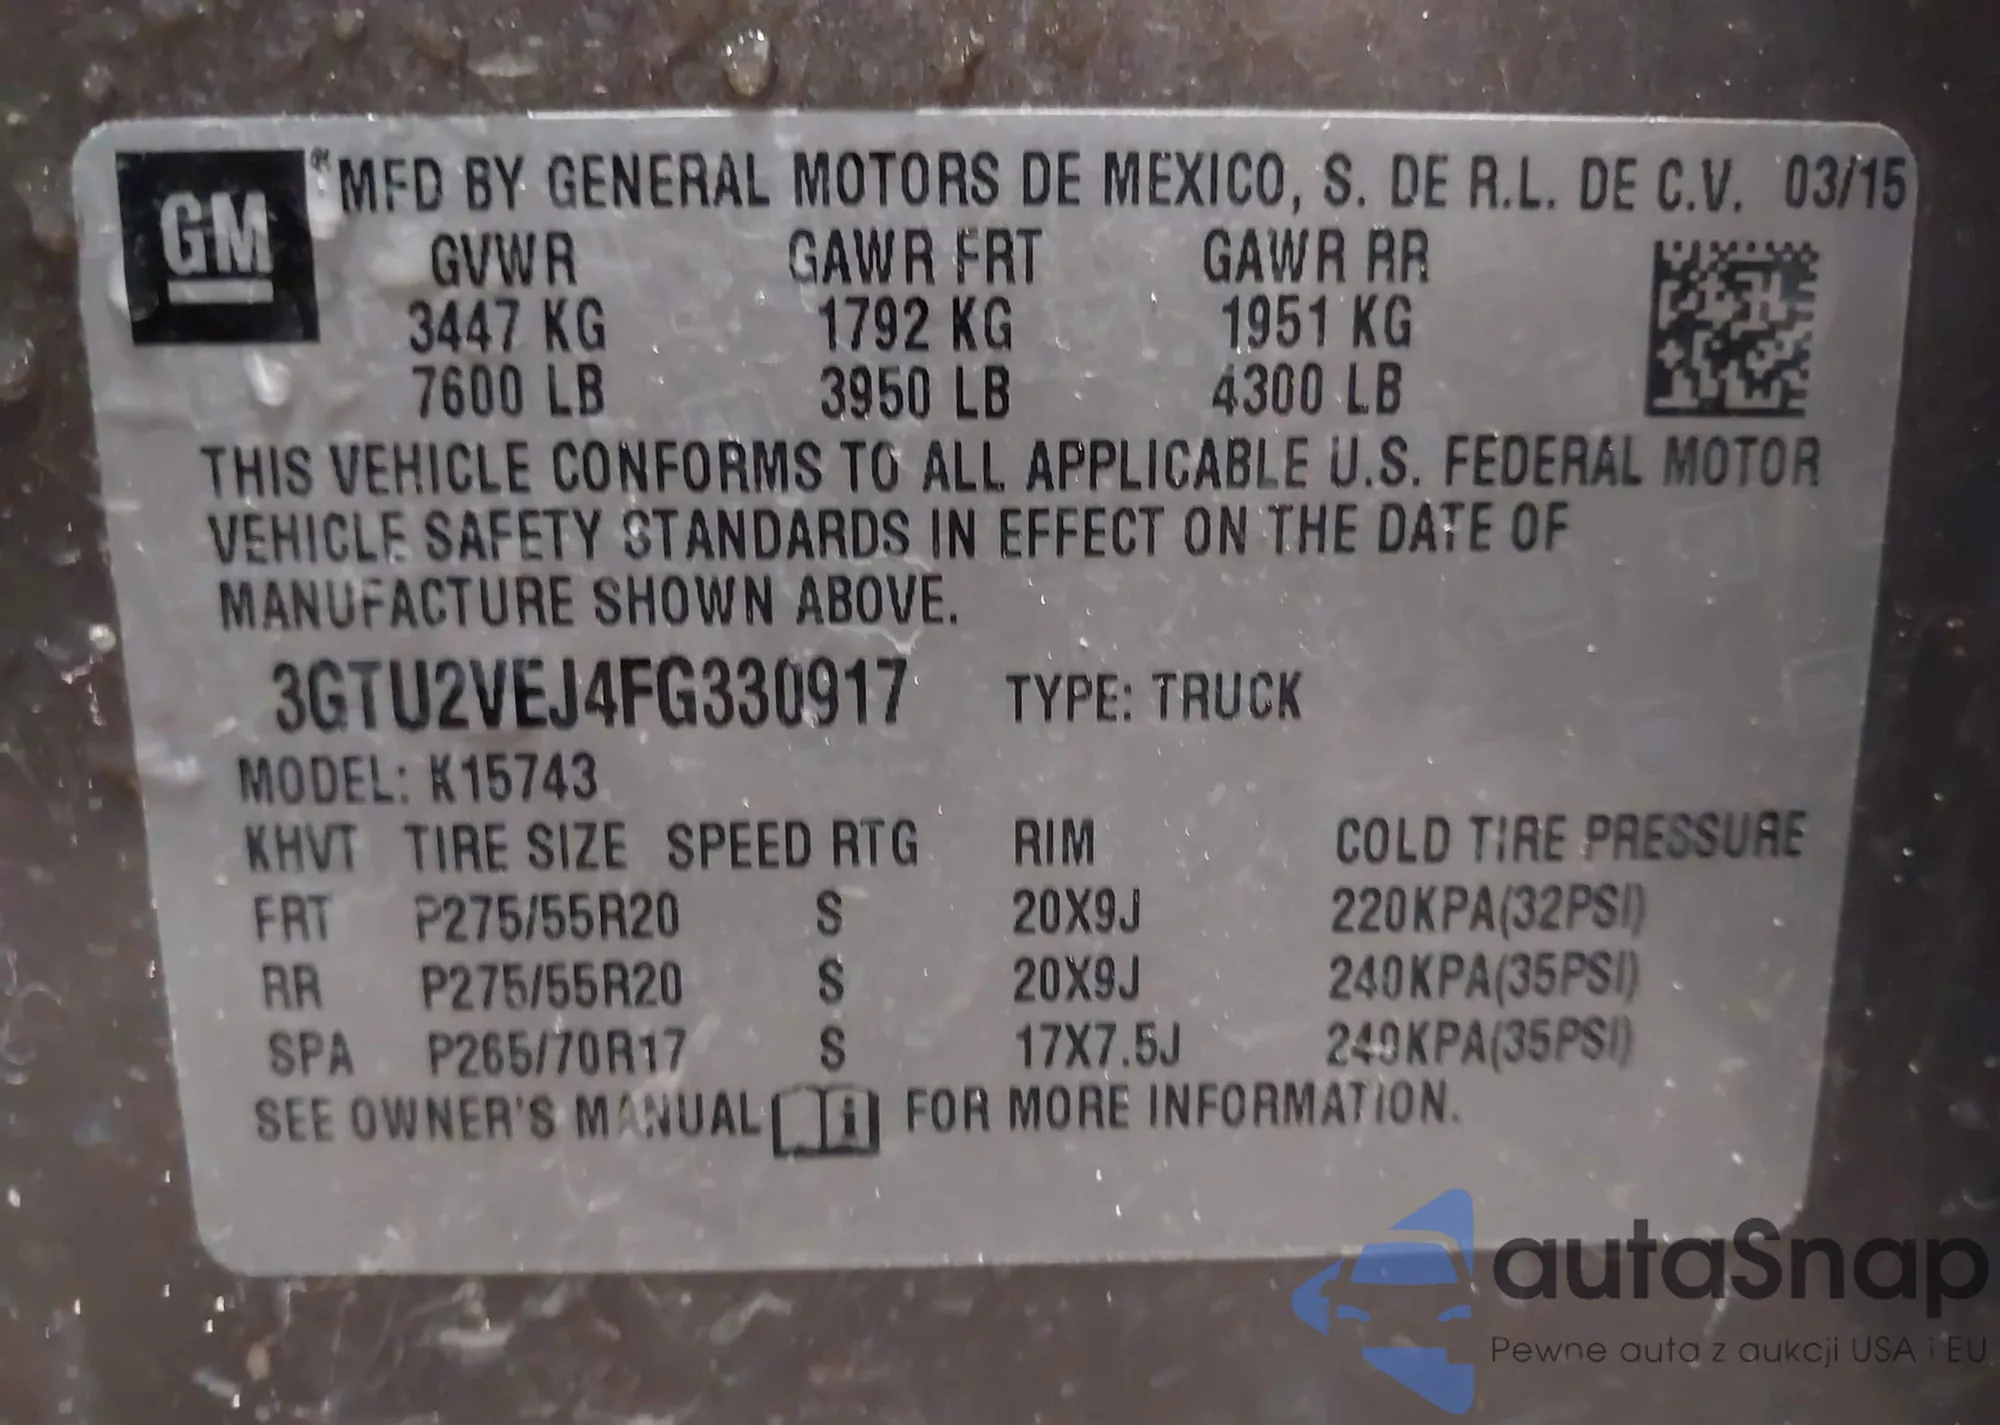 GM
MFD BY GENERAL MOTORS DE MEXICO, S. DE R.L. DE C.V. 03/15
GVWR GAWR FRT GAWR RR
3447 KG 1792 KG 1951 KG
7600 LB 3950 LB 4300 LB
THIS VEHICLE CONFORMS TO ALL APPLICABLE U.S. FEDERAL MOTOR
VEHICLE SAFETY STANDARDS IN EFFECT ON THE DATE OF
MANUFACTURE SHOWN ABOVE.
3GTU2VEJ4FG330917 TYPE: TRUCK
MODEL: K15743
KHVT TIRE SIZE SPEED RTG RIM COLD TIRE PRESSURE
FRT P275/55R20 S 20X9J 220KPA(32PSI)
RR P275/55R20 S 20X9J 240KPA(35PSI)
SPA P265/70R17 S 17X7.5J 240KPA(35PSI)
SEE OWNER'S MANUAL i FOR MORE INFORMATION.
autaSnap
Pewne auta z aukcji USA i EU